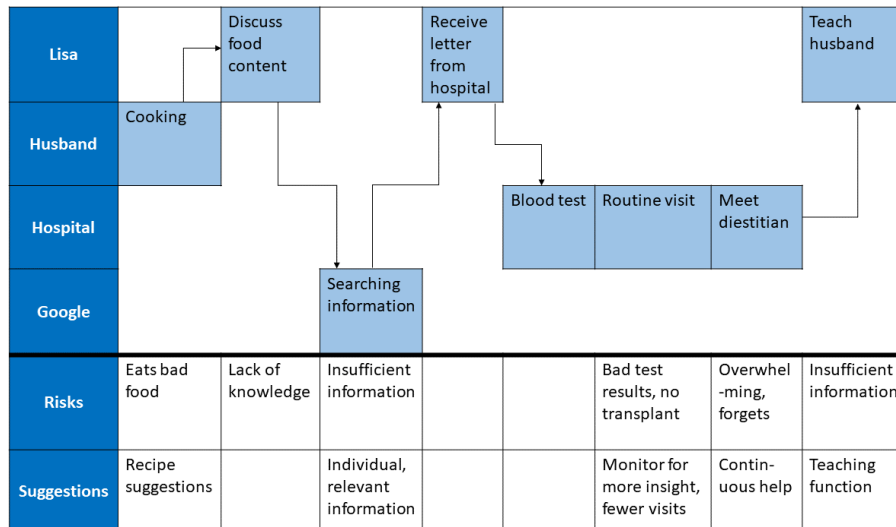 Lisa
Discuss
food
content
Receive
letter
from
hospital
Teach
husband
Husband
Cooking
Hospital
Blood test
Routine visit
Meet
diestitian
Google
Searching
information
Risks
Eats bad
food
Lack of
knowledge
Insufficient
information
Bad test
results, no
transplant
Overwhel
-ming,
forgets
Insufficient
information
Suggestions
Recipe
suggestions
Individual,
relevant
information
Monitor for
more insight,
fewer visits
Contin-
uous help
Teaching
function